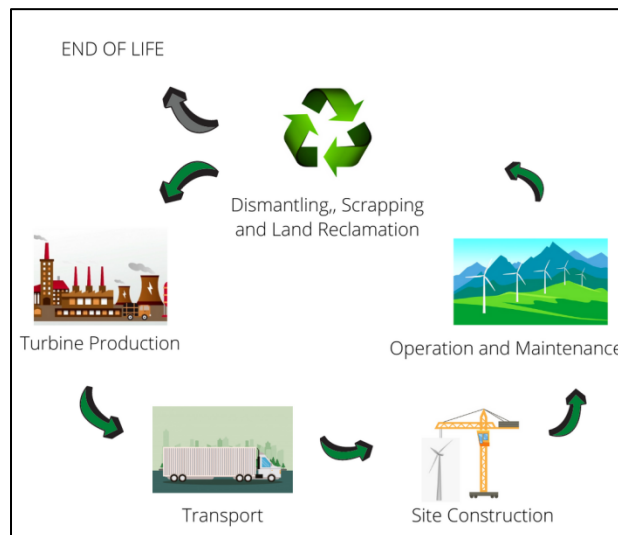 END OF LIFE
Dismantling,, Scrapping
and Land Reclamation
Turbine Production
Operation and Maintenance
Transport
Site Construction